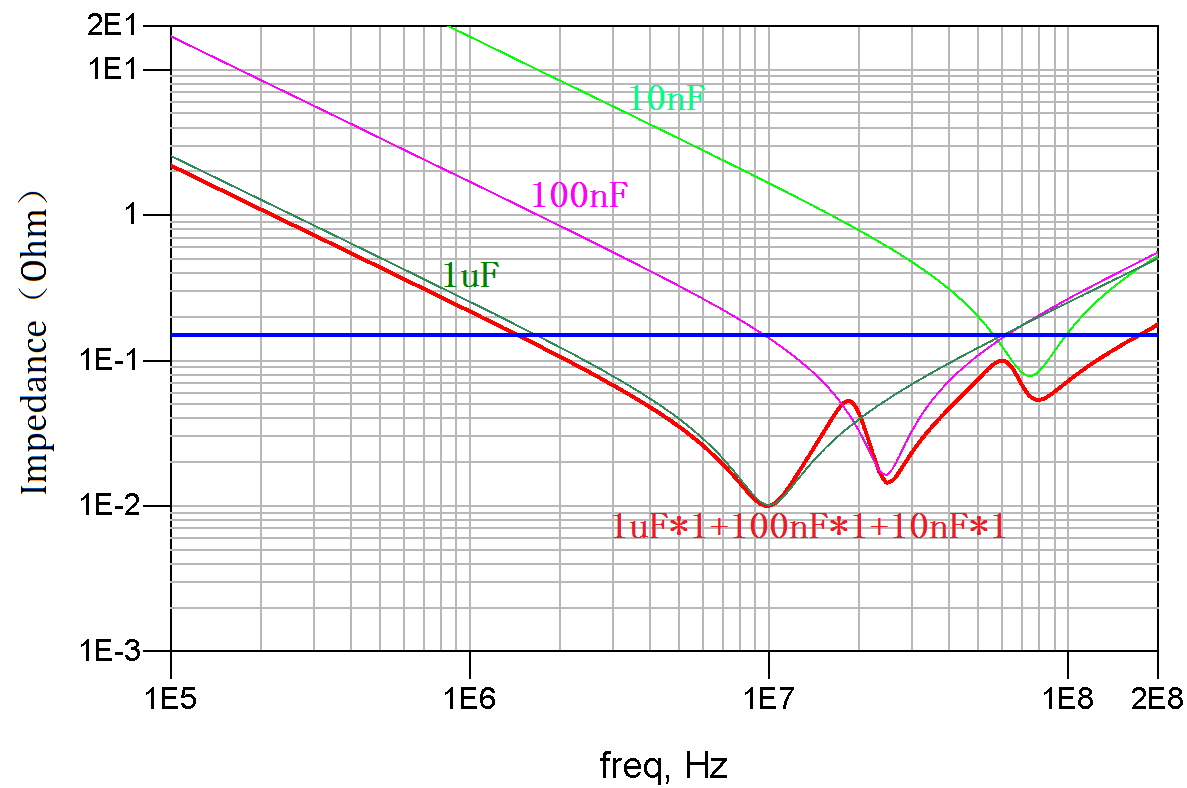 2E1
1E1
1
1E-1
1E-2
1E-3
Impedance（Ohm）
10nF
100nF
1uF
1uF*1+100nF*1+10nF*1
1E5 1E6 1E7 1E8 2E8
freq, Hz